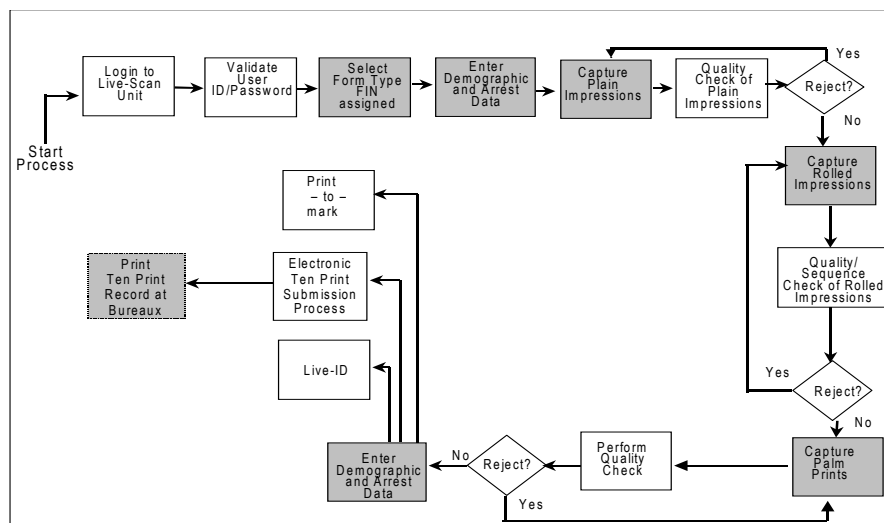 Login to
Live-Scan
Unit
Validate
User
ID/Password
Select
Form Type
FIN
assigned
Enter
Demographic
and Arrest
Data
Capture
Plain
Impressions
Quality
Check of
Plain
Impressions
Yes
Reject?
No
Start
Process
Capture
Rolled
Impressions
Quality/
Sequence
Check of Rolled
Impressions
Yes
Reject?
No
Capture
Palm
Prints
Perform
Quality
Check
Reject?
No
Yes
Enter
Demographic
and Arrest
Data
Print
– to –
mark
Electronic
Ten Print
Submission
Process
Print
Ten Print
Record at
Bureaux
Live-ID